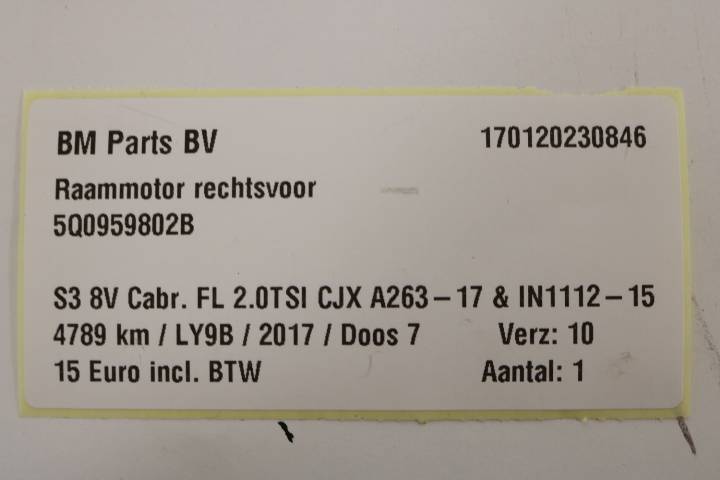 BM Parts BV 170120230846
Raammotor rechtsvoor
5Q0959802B
S3 8V Cabr. FL 2.0TSI CJX A263-17 & IN1112-15
4789 km / LY9B / 2017 / Doos 7 Verz: 10
15 Euro incl. BTW Aantal: 1